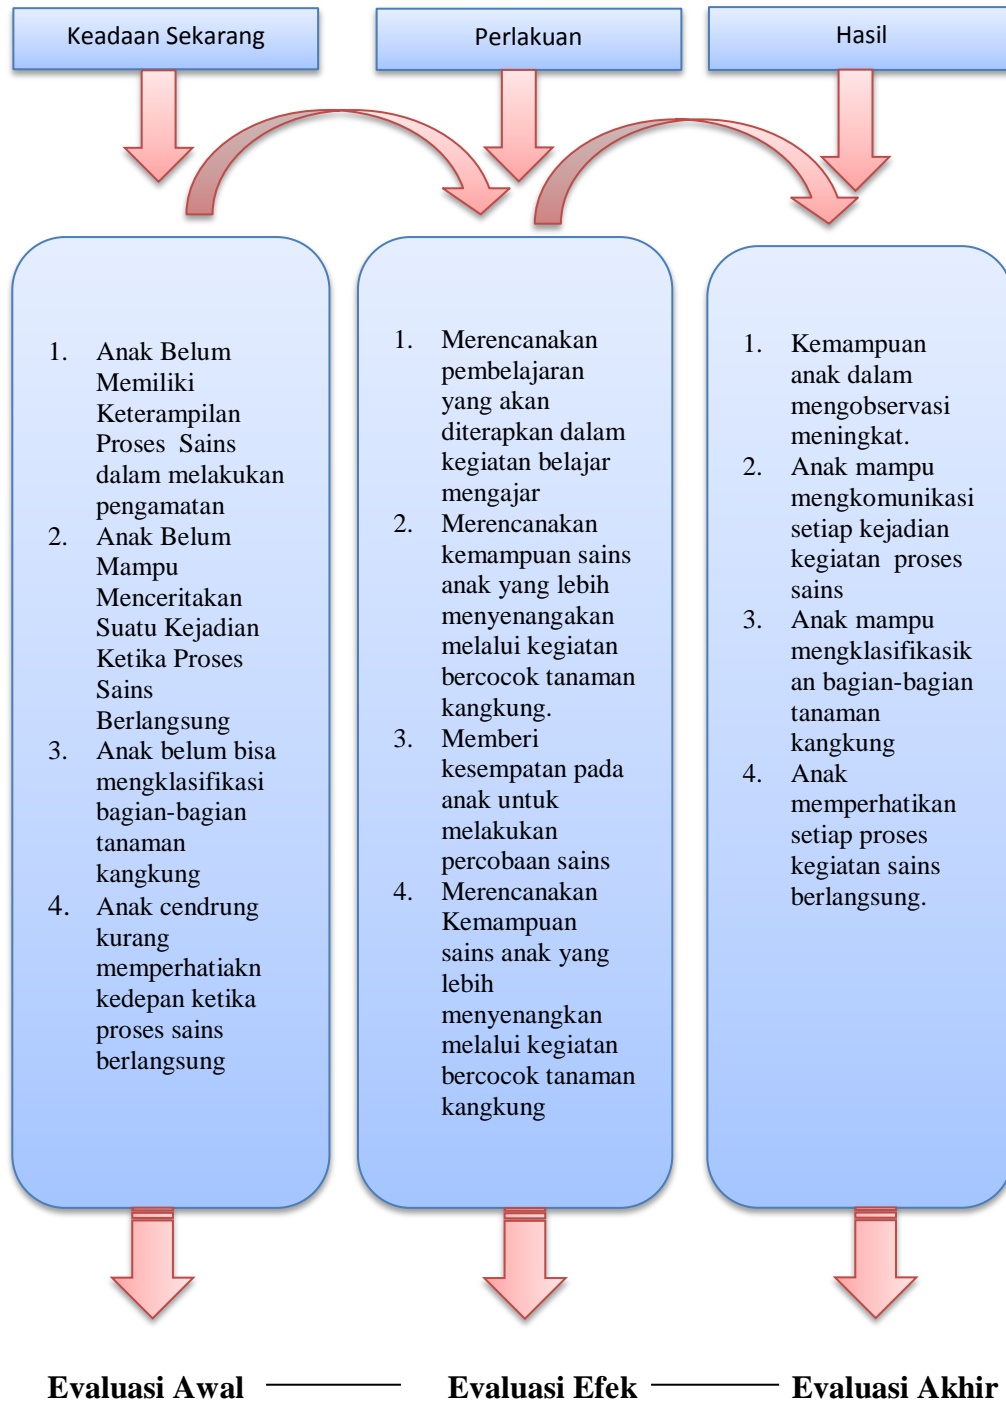 Keadaan Sekarang
Perlakuan
Hasil
1. Anak Belum
Memiliki
Keterampilan
Proses Sains
dalam melakukan
pengamatan
2. Anak Belum
Mampu
Menceritakan
Suatu Kejadian
Ketika Proses
Sains
Berlangsung
3. Anak belum bisa
mengklasifikasi
bagian-bagian
tanaman
kangkung
4. Anak cendrung
kurang
memperhatiakn
kedepan ketika
proses sains
berlangsung
1. Merencanakan
pembelajaran
yang akan
diterapkan dalam
kegiatan belajar
mengajar
2. Merencanakan
kemampuan sains
anak yang lebih
menyenangakan
melalui kegiatan
bercocok tanaman
kangkung.
3. Memberi
kesempatan pada
anak untuk
melakukan
percobaan sains
4. Merencanakan
Kemampuan
sains anak yang
lebih
menyenangkan
melalui kegiatan
bercocok tanaman
kangkung
1. Kemampuan
anak dalam
mengobservasi
meningkat.
2. Anak mampu
mengkomunikasi
setiap kejadian
kegiatan proses
sains
3. Anak mampu
mengklasifikasik
an bagian-bagian
tanaman
kangkung
4. Anak
memperhatikan
setiap proses
kegiatan sains
berlangsung.
Evaluasi Awal
Evaluasi Efek
Evaluasi Akhir